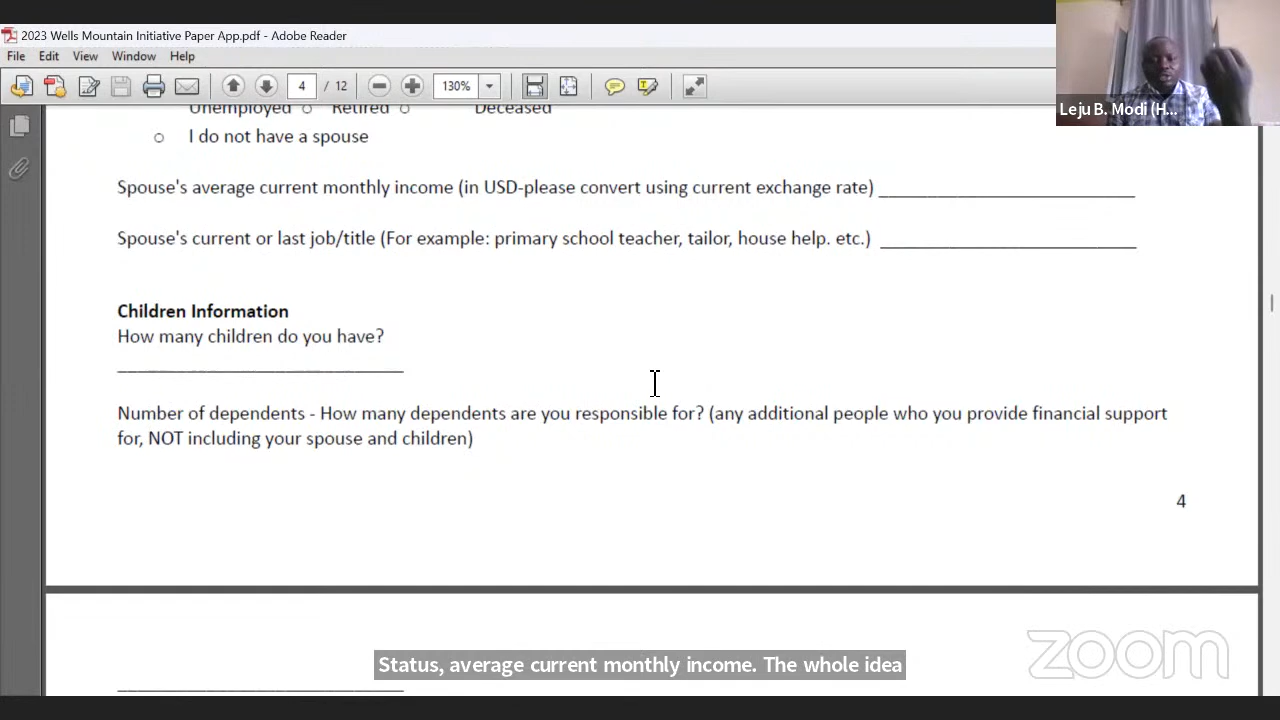 2023 Wells Mountain Initiative Paper App.pdf - Adobe Reader
File Edit View Window Help
4 / 12 130%
Leju B. Modi (H...
Unemployed o Retired o Deceased
o I do not have a spouse
Spouse's average current monthly income (in USD-please convert using current exchange rate) ___________________________
Spouse's current or last job/title (For example: primary school teacher, tailor, house help. etc.) ___________________________
Children Information
How many children do you have?
______________________________
Number of dependents - How many dependents are you responsible for? (any additional people who you provide financial support
for, NOT including your spouse and children)
4
zoom
Status, average current monthly income. The whole idea
______________________________